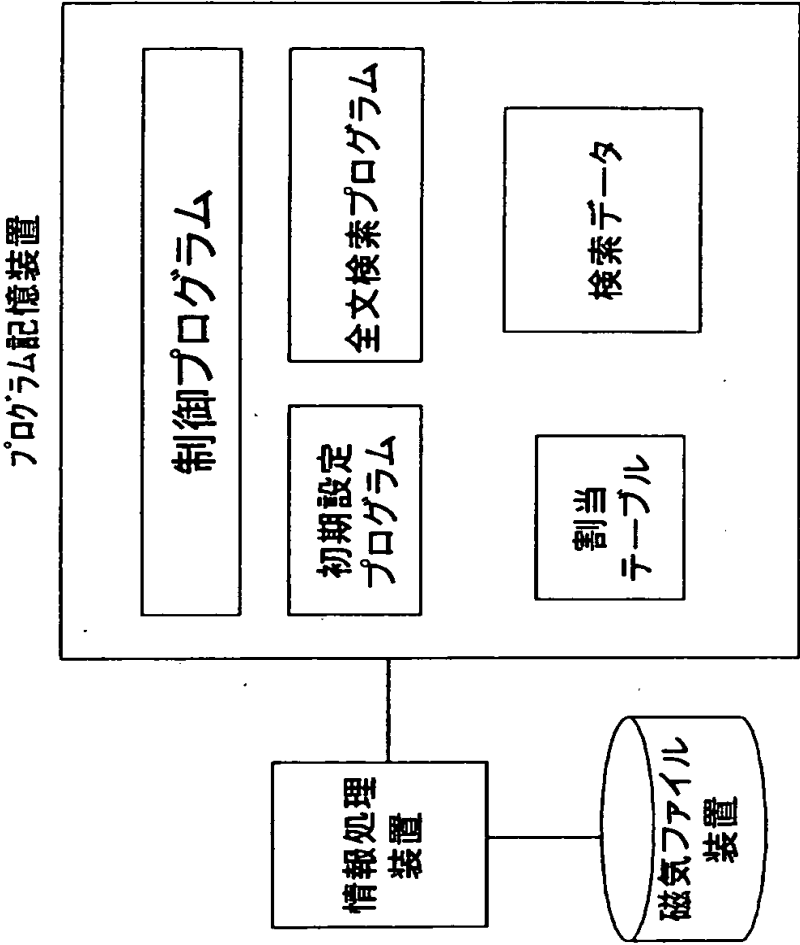 プログラム記憶装置
制御プログラム
初期設定
プログラム
全文検索プログラム
割当
テーブル
検索データ
情報処理
装置
磁気ファイル
装置